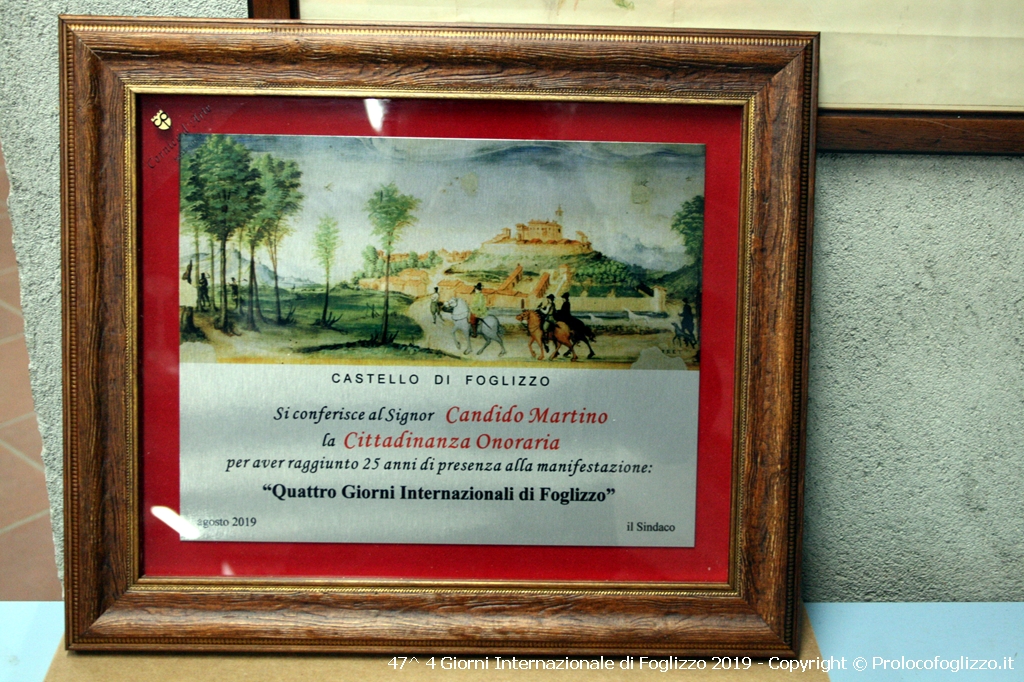 CASTELLO DI FOGLIZZO
Si conferisce al Signor Candido Martino
la Cittadinanza Onoraria
per aver raggiunto 25 anni di presenza alla manifestazione:
“Quattro Giorni Internazionali di Foglizzo”
agosto 2019
il Sindaco
47^ 4 Giorni Internazionale di Foglizzo 2019 - Copyright © Prolocofoglizzo.it